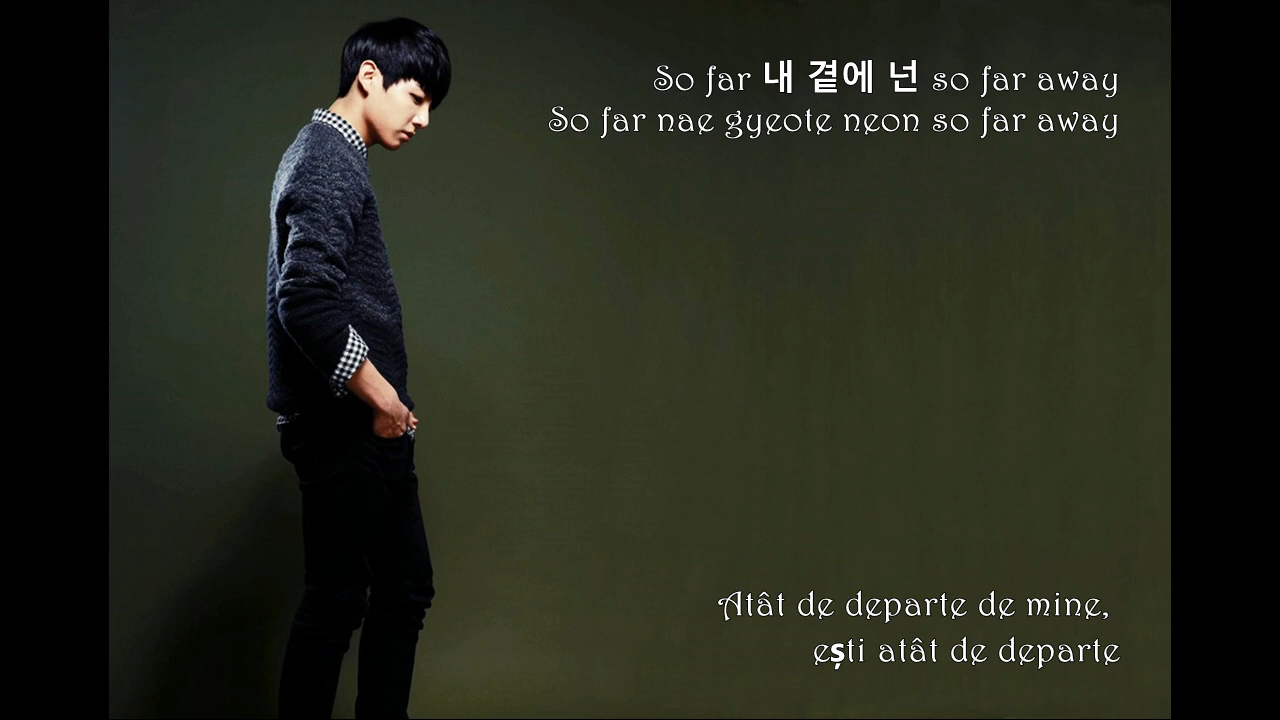 So far 내 곁에 넌 so far away
So far nae gyeote neon so far away
Atât de departe de mine,
ești atât de departe